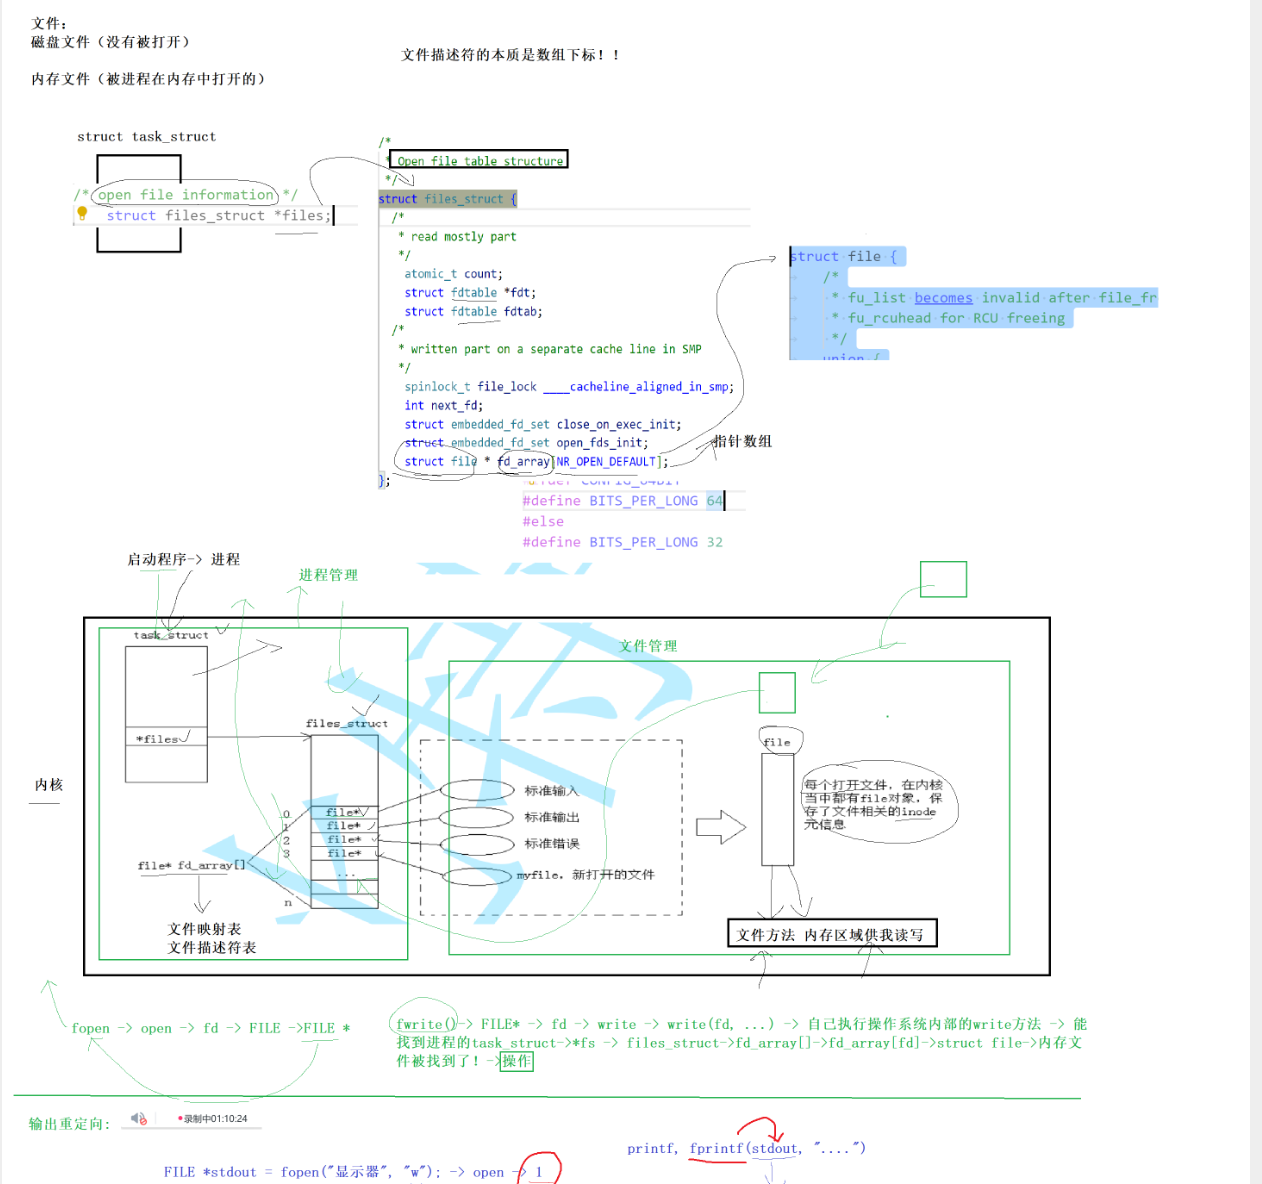 文件：
磁盘文件（没有被打开）
文件描述符的本质是数组下标！！
内存文件（被进程在内存中打开的）
struct task_struct
/* open file information */
struct files_struct *files;
/*
* Open file table structure
*/
struct files_struct {
/*
* read mostly part
*/
atomic_t count;
struct fdtable *fdt;
struct fdtable fdtab;
/*
* written part on a separate cache line in SMP
*/
spinlock_t file_lock ____cacheline_aligned_in_smp;
int next_fd;
struct embedded_fd_set close_on_exec_init;
struct embedded_fd_set open_fds_init;
struct file * fd_array[NR_OPEN_DEFAULT];
};
指针数组
struct file {
/*
* fu_list becomes invalid after file_fr
* fu_rcuhead for RCU freeing
*/
union {
#define BITS_PER_LONG 64
#else
#define BITS_PER_LONG 32
启动程序-> 进程
进程管理
文件管理
task_struct
*files
files_struct
内核
0
1
2
3
n
file*
file*
file*
file*
...
file* fd_array[]
文件映射表
文件描述符表
标准输入
标准输出
标准错误
myfile，新打开的文件
file
每个打开文件，在内核
当中都有file对象，保
存了文件相关的inode
元信息
文件方法 内存区域供我读写
fopen -> open -> fd -> FILE ->FILE *
fwrite()-> FILE* -> fd -> write -> write(fd, ...) -> 自己执行操作系统内部的write方法 -> 能
找到进程的task_struct->*fs -> files_struct->fd_array[]->fd_array[fd]->struct file->内存文
件被找到了！->操作
输出重定向:
录制中01:10:24
printf, fprintf(stdout, "....")
FILE *stdout = fopen("显示器", "w"); -> open -> 1